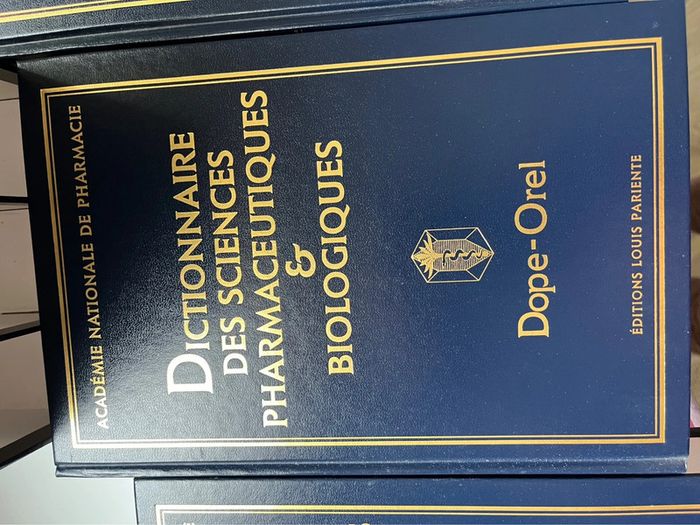 ACADÉMIE NATIONALE DE PHARMACIE
DICTIONNAIRE
DES SCIENCES
PHARMACEUTIQUES
&
BIOLOGIQUES
Dope-Orel
ÉDITIONS LOUIS PARIENTE